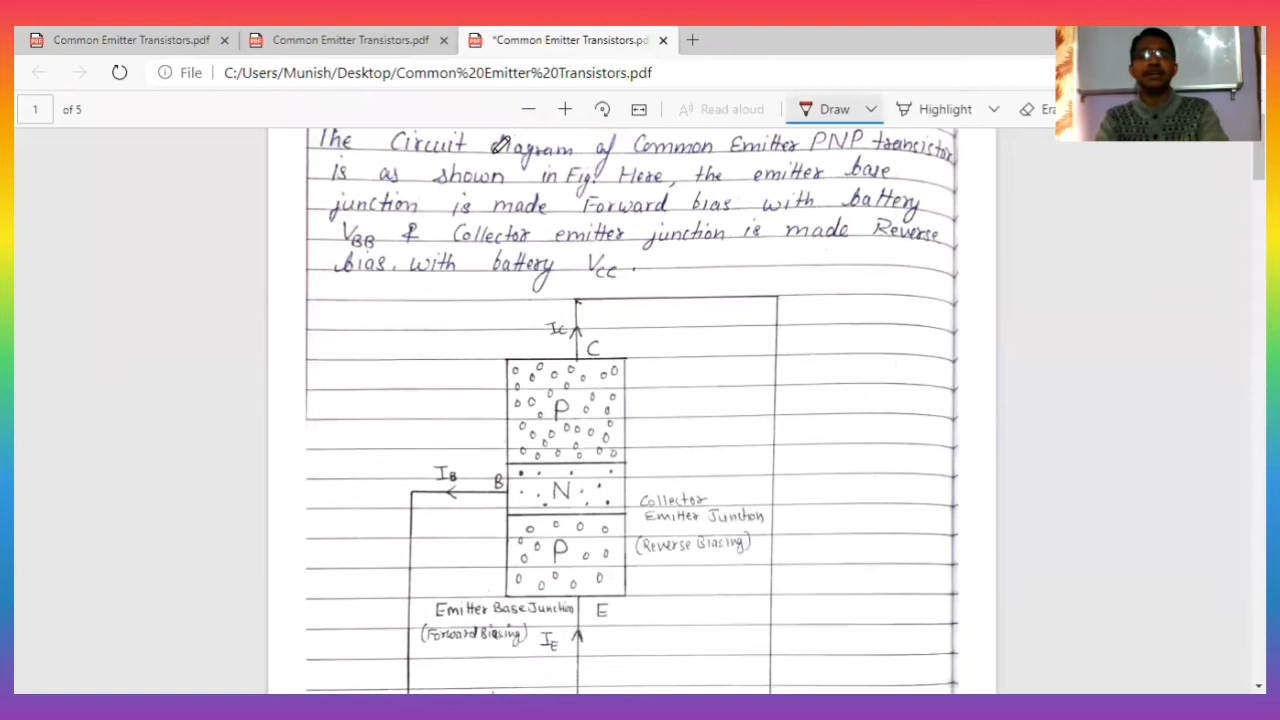 Common Emitter Transistors.pdf
Common Emitter Transistors.pdf
*Common Emitter Transistors.pd
File C:/Users/Munish/Desktop/Common%20Emitter%20Transistors.pdf
1 of 5
Read aloud
Draw
Highlight
Era
The Circuit Diagram of Common Emitter PNP transistor
is as shown in Fig! Here, the emitter base
junction is made Forward bias with battery
VBB & Collector emitter junction is made Reverse
bias. with battery VCC.
IC
C
P
IB
B
N
Collector
Emitter Junction
(Reverse Biasing)
P
Emitter Base Junction
E
(Forward Biasing)
IE